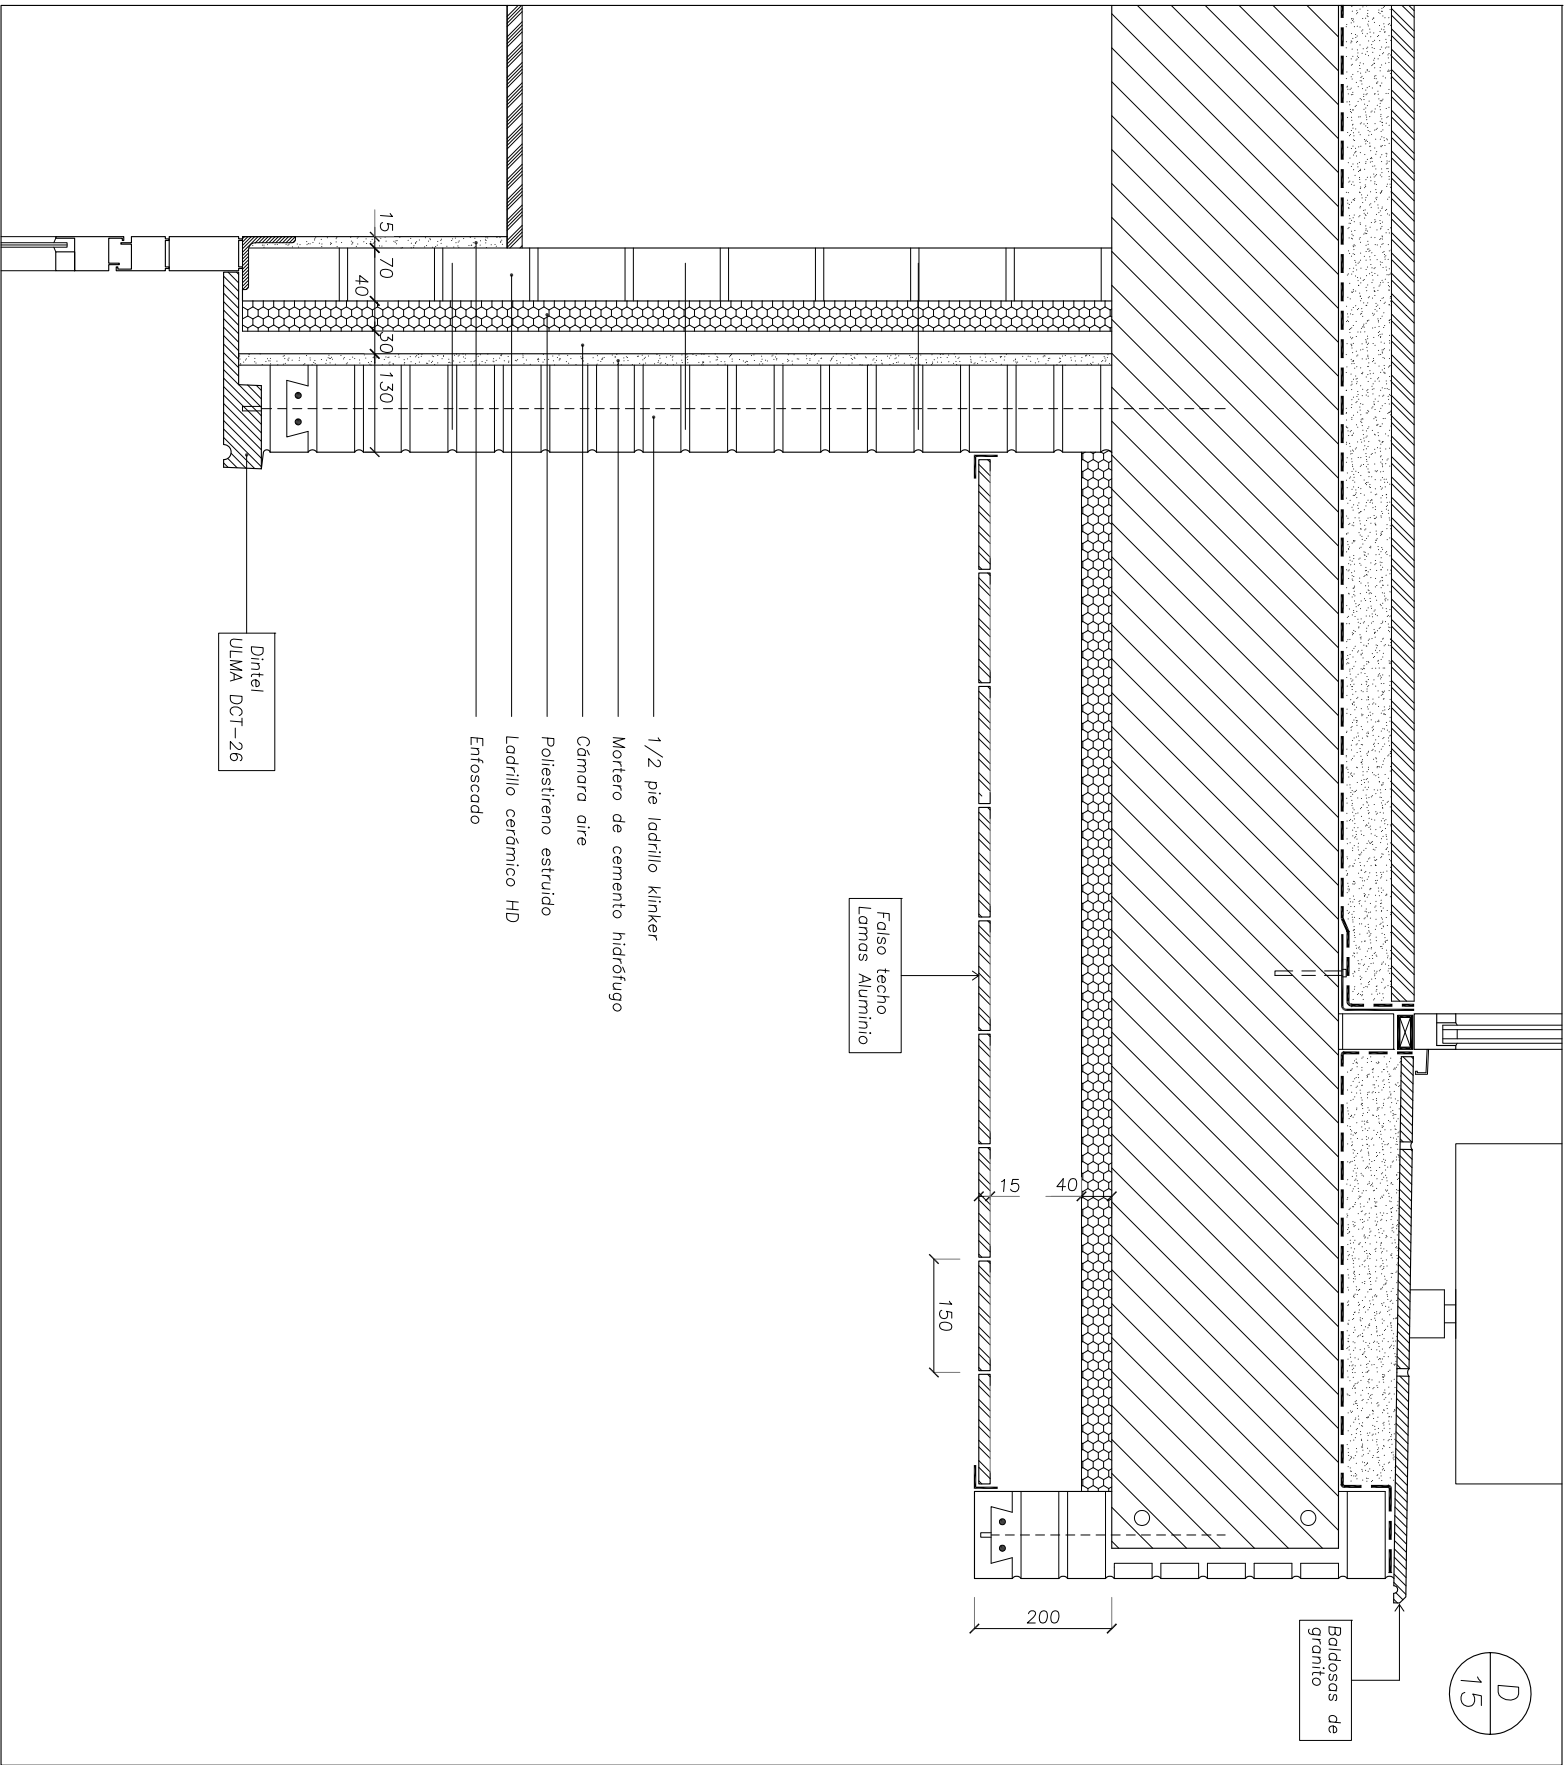 D
15
Baldosas de
granito
200
150
15
40
Falso techo
Lamas Aluminio
1/2 pie ladrillo klinker
Mortero de cemento hidrófugo
Cámara aire
Poliestireno estruido
Ladrillo cerámico HD
Enfoscado
15
70
40
30
130
Dintel
ULMA DCT-26